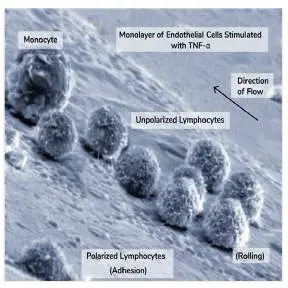 Monocyte
Monolayer of Endothelial Cells Stimulated
with TNF-α
Direction
of Flow
Unpolarized Lymphocytes
Polarized Lymphocytes
(Adhesion)
(Rolling)